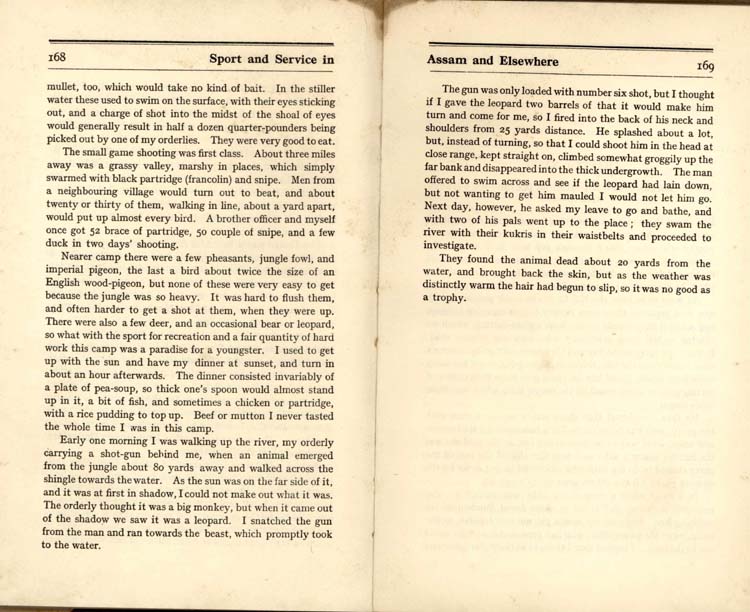 168
Sport and Service in
mullet, too, which would take no kind of bait. In the stiller
water these used to swim on the surface, with their eyes sticking
out, and a charge of shot into the midst of the shoal of eyes
would generally result in half a dozen quarter-pounders being
picked out by one of my orderlies. They were very good to eat.
The small game shooting was first class. About three miles
away was a grassy valley, marshy in places, which simply
swarmed with black partridge (francolin) and snipe. Men from
a neighbouring village would turn out to beat, and about
twenty or thirty of them, walking in line, about a yard apart,
would put up almost every bird. A brother officer and myself
once got 52 brace of partridge, 50 couple of snipe, and a few
duck in two days' shooting.
Nearer camp there were a few pheasants, jungle fowl, and
imperial pigeon, the last a bird about twice the size of an
English wood-pigeon, but none of these were very easy to get
because the jungle was so heavy. It was hard to flush them,
and often harder to get a shot at them, when they were up.
There were also a few deer, and an occasional bear or leopard,
so what with the sport for recreation and a fair quantity of hard
work this camp was a paradise for a youngster. I used to get
up with the sun and have my dinner at sunset, and turn in
about an hour afterwards. The dinner consisted invariably of
a plate of pea-soup, so thick one's spoon would almost stand
up in it, a bit of fish, and sometimes a chicken or partridge,
with a rice pudding to top up. Beef or mutton I never tasted
the whole time I was in this camp.
Early one morning I was walking up the river, my orderly
carrying a shot-gun behind me, when an animal emerged
from the jungle about 80 yards away and walked across the
shingle towards the water. As the sun was on the far side of it,
and it was at first in shadow, I could not make out what it was.
The orderly thought it was a big monkey, but when it came out
of the shadow we saw it was a leopard. I snatched the gun
from the man and ran towards the beast, which promptly took
to the water.
Assam and Elsewhere
169
The gun was only loaded with number six shot, but I thought
if I gave the leopard two barrels of that it would make him
turn and come for me, so I fired into the back of his neck and
shoulders from 25 yards distance. He splashed about a lot,
but, instead of turning, so that I could shoot him in the head at
close range, kept straight on, climbed somewhat groggily up the
far bank and disappeared into the thick undergrowth. The man
offered to swim across and see if the leopard had lain down,
but not wanting to get him mauled I would not let him go.
Next day, however, he asked my leave to go and bathe, and
with two of his pals went up to the place; they swam the
river with their kukris in their waistbelts and proceeded to
investigate.
They found the animal dead about 20 yards from the
water, and brought back the skin, but as the weather was
distinctly warm the hair had begun to slip, so it was no good as
a trophy.